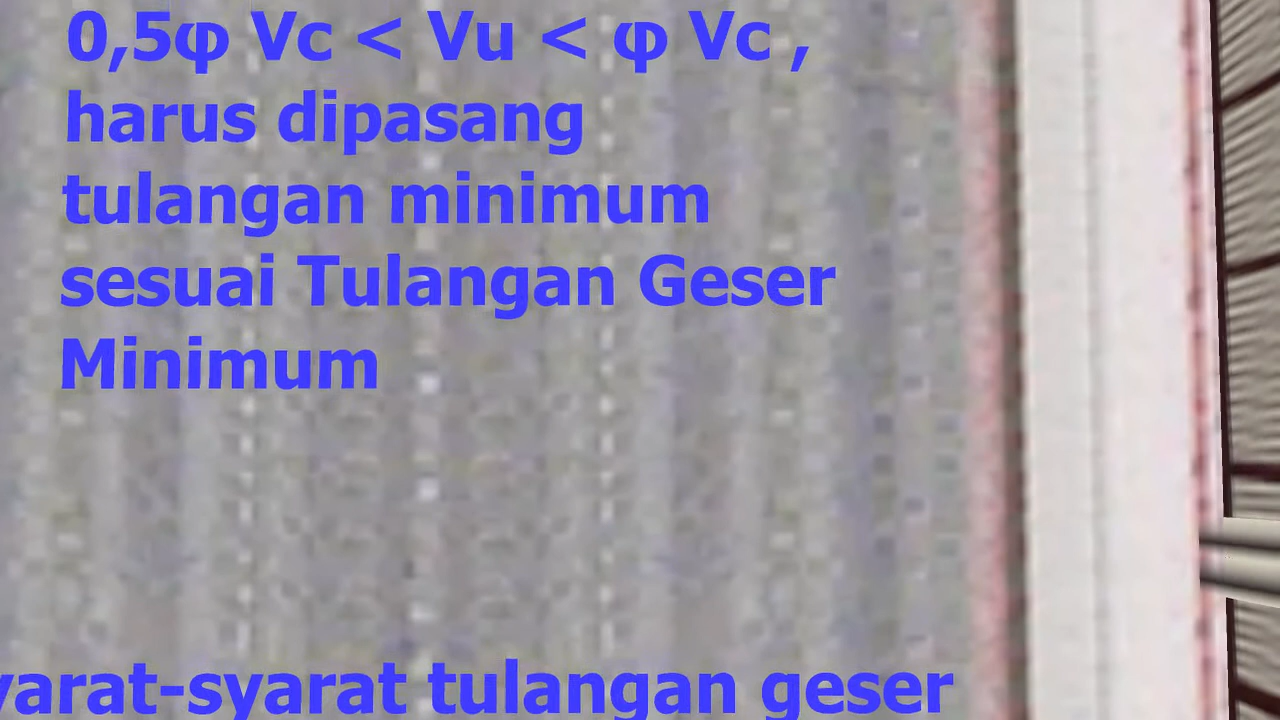 0,5φ Vc < Vu < φ Vc ,
harus dipasang
tulangan minimum
sesuai Tulangan Geser
Minimum
yarat-syarat tulangan geser